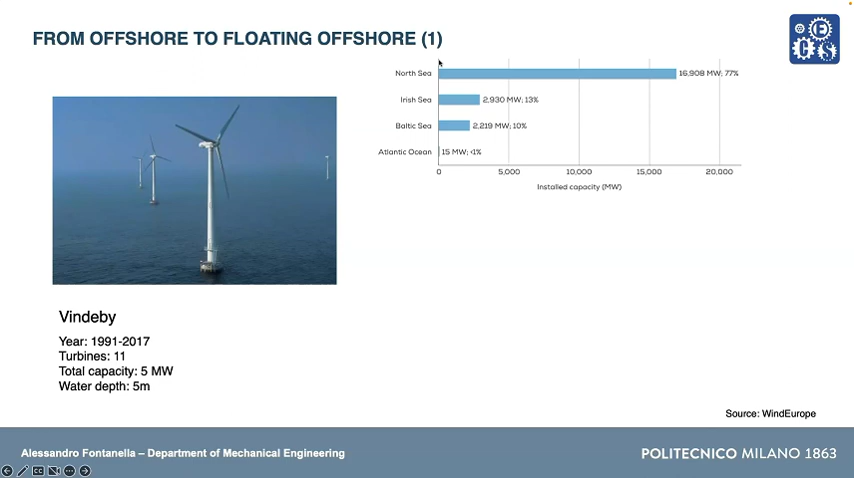 FROM OFFSHORE TO FLOATING OFFSHORE (1)
E
G S
North Sea 16,908 MW; 77%
Irish Sea 2,930 MW; 13%
Baltic Sea 2,219 MW; 10%
Atlantic Ocean 15 MW; <1%
0 5,000 10,000 15,000 20,000
Installed capacity (MW)
Vindeby
Year: 1991-2017
Turbines: 11
Total capacity: 5 MW
Water depth: 5m
Source: WindEurope
Alessandro Fontanella – Department of Mechanical Engineering
POLITECNICO MILANO 1863
CC